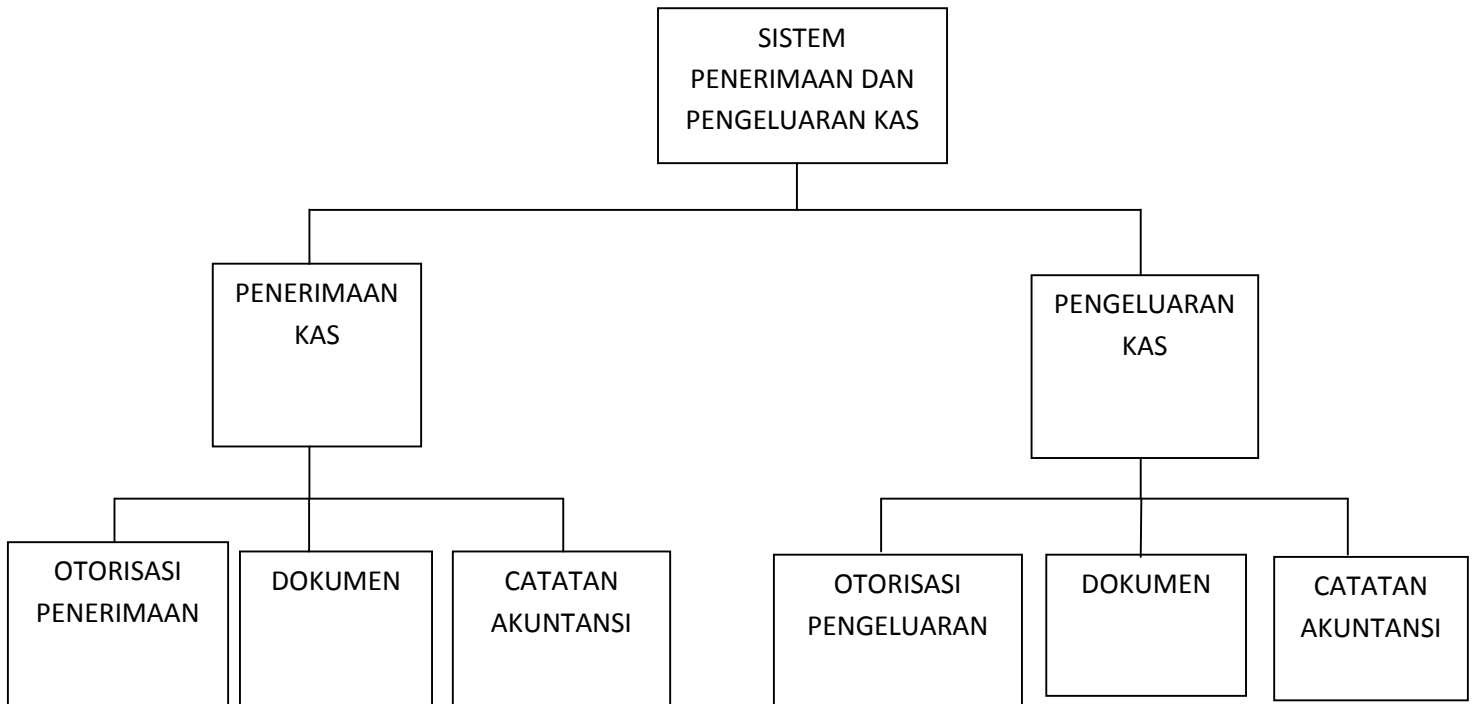 SISTEM
PENERIMAAN DAN
PENGELUARAN KAS
PENERIMAAN
KAS
PENGELUARAN
KAS
OTORISASI
PENERIMAAN
DOKUMEN
CATATAN
AKUNTANSI
OTORISASI
PENGELUARAN
DOKUMEN
CATATAN
AKUNTANSI